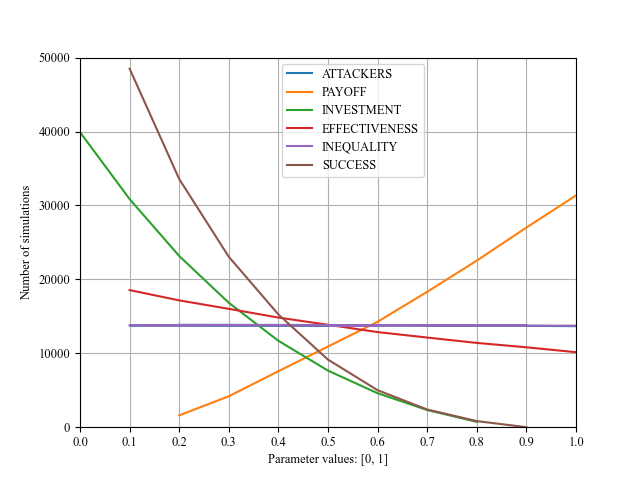 50000
40000
30000
20000
10000
0
Number of simulations
ATTACKERS
PAYOFF
INVESTMENT
EFFECTIVENESS
INEQUALITY
SUCCESS
0.0 0.1 0.2 0.3 0.4 0.5 0.6 0.7 0.8 0.9 1.0
Parameter values: [0, 1]